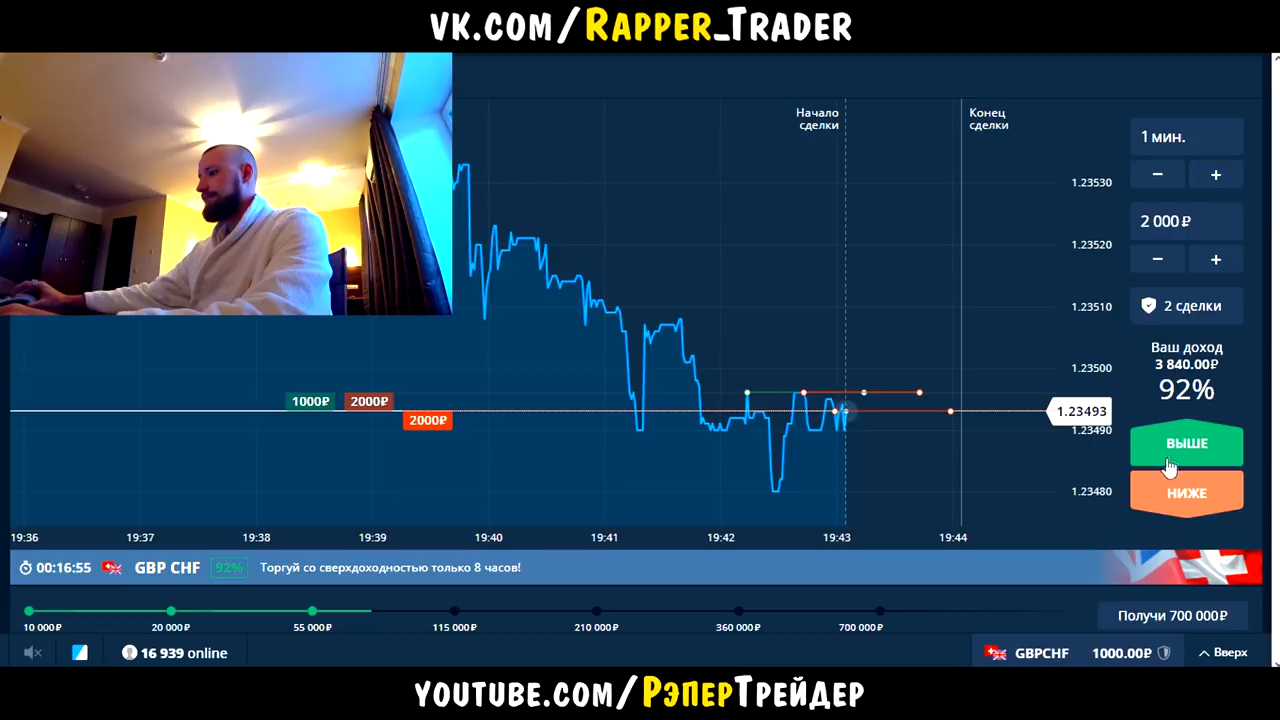 vk.com/Rapper_Trader
Начало сделки
Конец сделки
1 мин.
1.23530
−
+
2 000 ₽
1.23520
−
+
1.23510
2 сделки
Ваш доход
3 840.00₽
92%
1.23500
1000₽
2000₽
2000₽
1.23493
1.23490
ВЫШЕ
НИЖЕ
1.23480
19:36
19:37
19:38
19:39
19:40
19:41
19:42
19:43
19:44
00:16:55
GBP CHF
92%
Торгуй со сверхдоходностью только 8 часов!
10 000₽
20 000₽
55 000₽
115 000₽
210 000₽
360 000₽
700 000₽
Получи 700 000₽
16 939 online
GBPCHF
1000.00₽
Вверх
youtube.com/РэперТрейдер